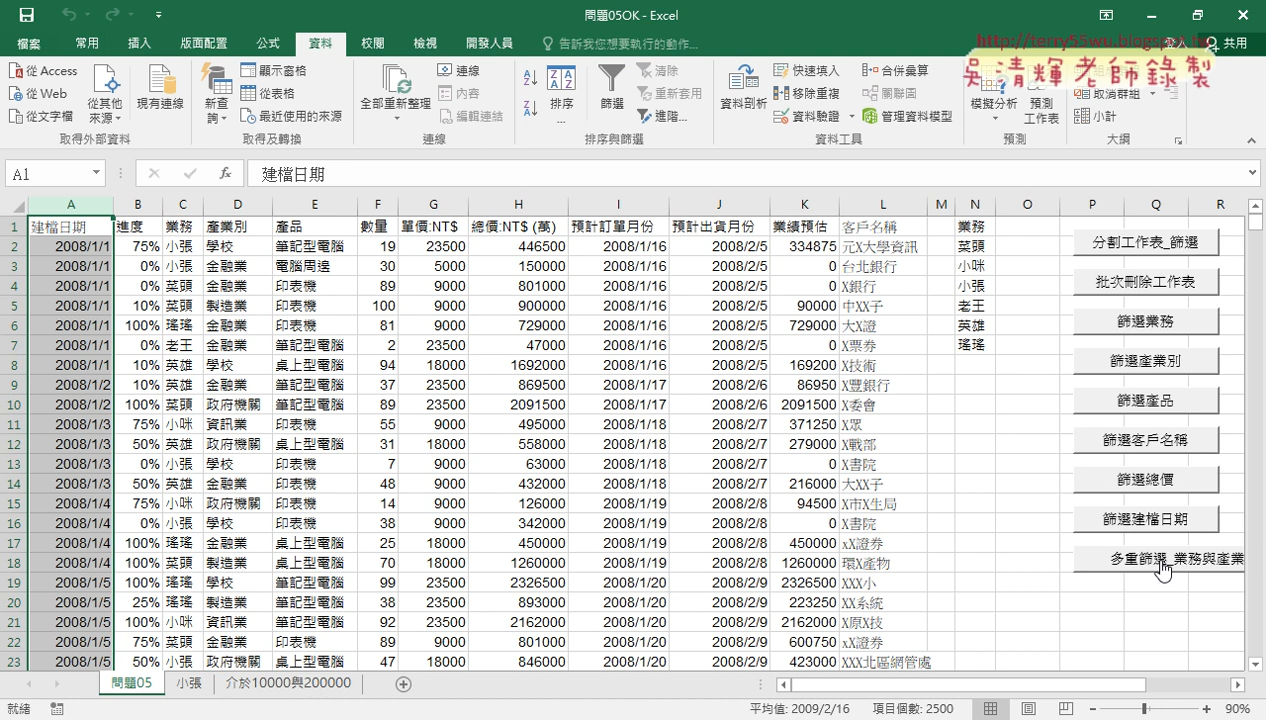 問題05OK - Excel
檔案 常用 插入 版面配置 公式 資料 校閱 檢視 開發人員 告訴我您想要執行的動作... 登入 共用
http://terry55wu.blogspot.tw
吳清輝老師錄製
從 Access 從 Web 從文字檔 從其他來源 現有連線 取得外部資料
新查詢 顯示查詢 從表格 最近使用的來源 取得及轉換
全部重新整理 連線 內容 編輯連結 連線
排序... 篩選 清除 重新套用 進階... 排序與篩選
資料剖析 快速填入 移除重複 資料驗證 合併彙算 關聯圖 管理資料模型 資料工具
模擬分析 預測工作表 預測
取消群組 小計 大綱
A1 fx 建檔日期
A B C D E F G H I J K L M N O P Q R
1 建檔日期 進度 業務 產業別 產品 數量 單價:NT$ 總價:NT$ (萬) 預計訂單月份 預計出貨月份 業績預估 客戶名稱 業務
2 2008/1/1 75% 小張 學校 筆記型電腦 19 23500 446500 2008/1/16 2008/2/5 334875 元X大學資訊 菜頭
3 2008/1/1 0% 小張 金融業 電腦周邊 30 5000 150000 2008/1/16 2008/2/5 0 台北銀行 小咪
4 2008/1/1 0% 菜頭 金融業 印表機 89 9000 801000 2008/1/16 2008/2/5 0 X銀行 小張
5 2008/1/1 10% 菜頭 製造業 印表機 100 9000 900000 2008/1/16 2008/2/5 90000 中XX子 老王
6 2008/1/1 100% 瑤瑤 金融業 印表機 81 9000 729000 2008/1/16 2008/2/5 729000 大X證 英雄
7 2008/1/1 0% 老王 金融業 筆記型電腦 2 23500 47000 2008/1/16 2008/2/5 0 X票券 瑤瑤
8 2008/1/1 10% 英雄 學校 桌上型電腦 94 18000 1692000 2008/1/16 2008/2/5 169200 X技術
9 2008/1/2 10% 英雄 金融業 筆記型電腦 37 23500 869500 2008/1/17 2008/2/6 86950 X豐銀行
10 2008/1/2 100% 菜頭 政府機關 筆記型電腦 89 23500 2091500 2008/1/17 2008/2/6 2091500 X委會
11 2008/1/3 75% 小咪 資訊業 印表機 55 9000 495000 2008/1/18 2008/2/7 371250 X眾
12 2008/1/3 50% 英雄 政府機關 桌上型電腦 31 18000 558000 2008/1/18 2008/2/7 279000 X戰部
13 2008/1/3 0% 小張 學校 印表機 7 9000 63000 2008/1/18 2008/2/7 0 X書院
14 2008/1/3 50% 英雄 金融業 印表機 48 9000 432000 2008/1/18 2008/2/7 216000 大XX子
15 2008/1/4 75% 小咪 政府機關 印表機 14 9000 126000 2008/1/19 2008/2/8 94500 X市X生局
16 2008/1/4 0% 小張 學校 印表機 38 9000 342000 2008/1/19 2008/2/8 0 X書院
17 2008/1/4 100% 瑤瑤 金融業 桌上型電腦 25 18000 450000 2008/1/19 2008/2/8 450000 xX證券
18 2008/1/4 100% 菜頭 製造業 桌上型電腦 70 18000 1260000 2008/1/19 2008/2/8 1260000 環X產物
19 2008/1/5 100% 瑤瑤 學校 筆記型電腦 99 23500 2326500 2008/1/20 2008/2/9 2326500 XXX小
20 2008/1/5 25% 瑤瑤 製造業 筆記型電腦 38 23500 893000 2008/1/20 2008/2/9 223250 XX系統
21 2008/1/5 100% 小咪 資訊業 筆記型電腦 92 23500 2162000 2008/1/20 2008/2/9 2162000 X原X技
22 2008/1/5 75% 菜頭 金融業 印表機 89 9000 801000 2008/1/20 2008/2/9 600750 xX證券
23 2008/1/5 50% 小張 政府機關 桌上型電腦 47 18000 846000 2008/1/20 2008/2/9 423000 XXX北區網管處
分割工作表_篩選
批次刪除工作表
篩選業務
篩選產業別
篩選產品
篩選客戶名稱
篩選總價
篩選建檔日期
多重篩選_業務與產業
問題05 小張 介於10000與200000
就緒 平均值: 2009/2/16 項目個數: 2500 90%